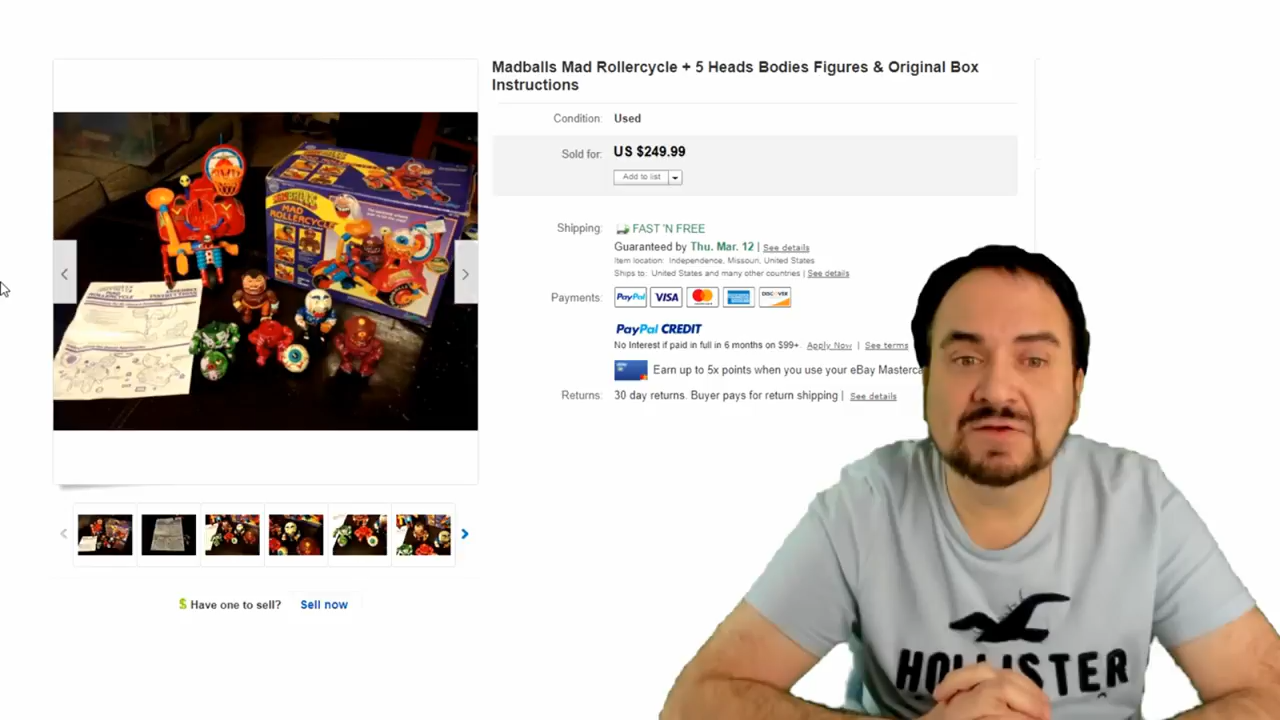 Madballs Mad Rollercycle + 5 Heads Bodies Figures & Original Box
Instructions
Condition: Used
Sold for: US $249.99
Add to list
Shipping: FAST 'N FREE
Guaranteed by Thu. Mar. 12 | See details
Item location: Independence, Missouri, United States
Ships to: United States and many other countries | See details
Payments: PayPal VISA MasterCard DISCOVER
PayPal CREDIT
No Interest if paid in full in 6 months on $99+. Apply Now | See terms
Earn up to 5x points when you use your eBay Masterca
Returns: 30 day returns. Buyer pays for return shipping | See details
MADBALLS
MAD
ROLLERCYCLE
MAD
ROLLERCYCLE
$ Have one to sell? Sell now
HOLLISTER